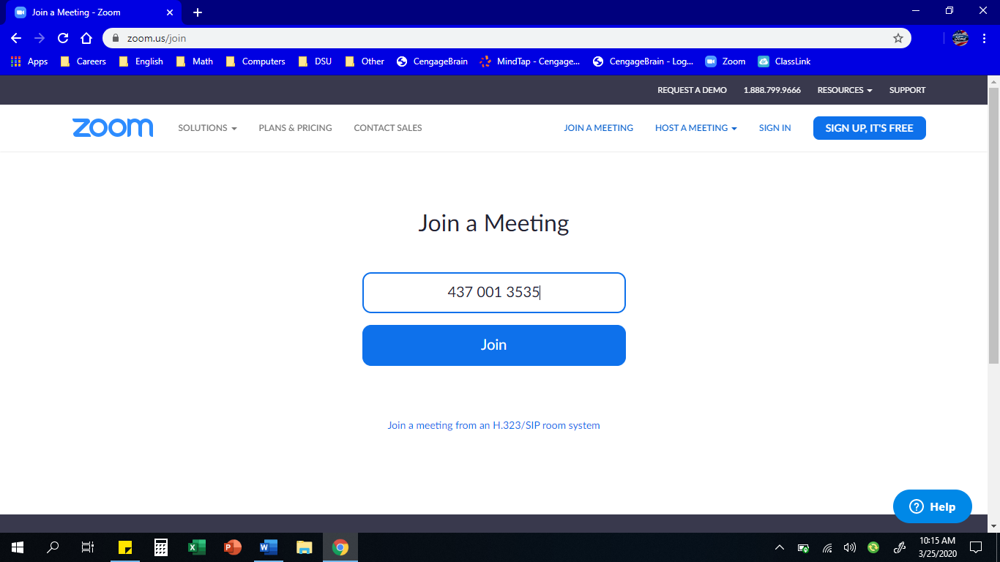 Join a Meeting - Zoom
zoom.us/join
Apps Careers English Math Computers DSU Other CengageBrain MindTap - Cengage... CengageBrain - Log... Zoom ClassLink
REQUEST A DEMO 1.888.799.9666 RESOURCES SUPPORT
zoom SOLUTIONS PLANS & PRICING CONTACT SALES JOIN A MEETING HOST A MEETING SIGN IN SIGN UP, IT'S FREE
Join a Meeting
437 001 3535
Join
Join a meeting from an H.323/SIP room system
Help
10:15 AM
3/25/2020